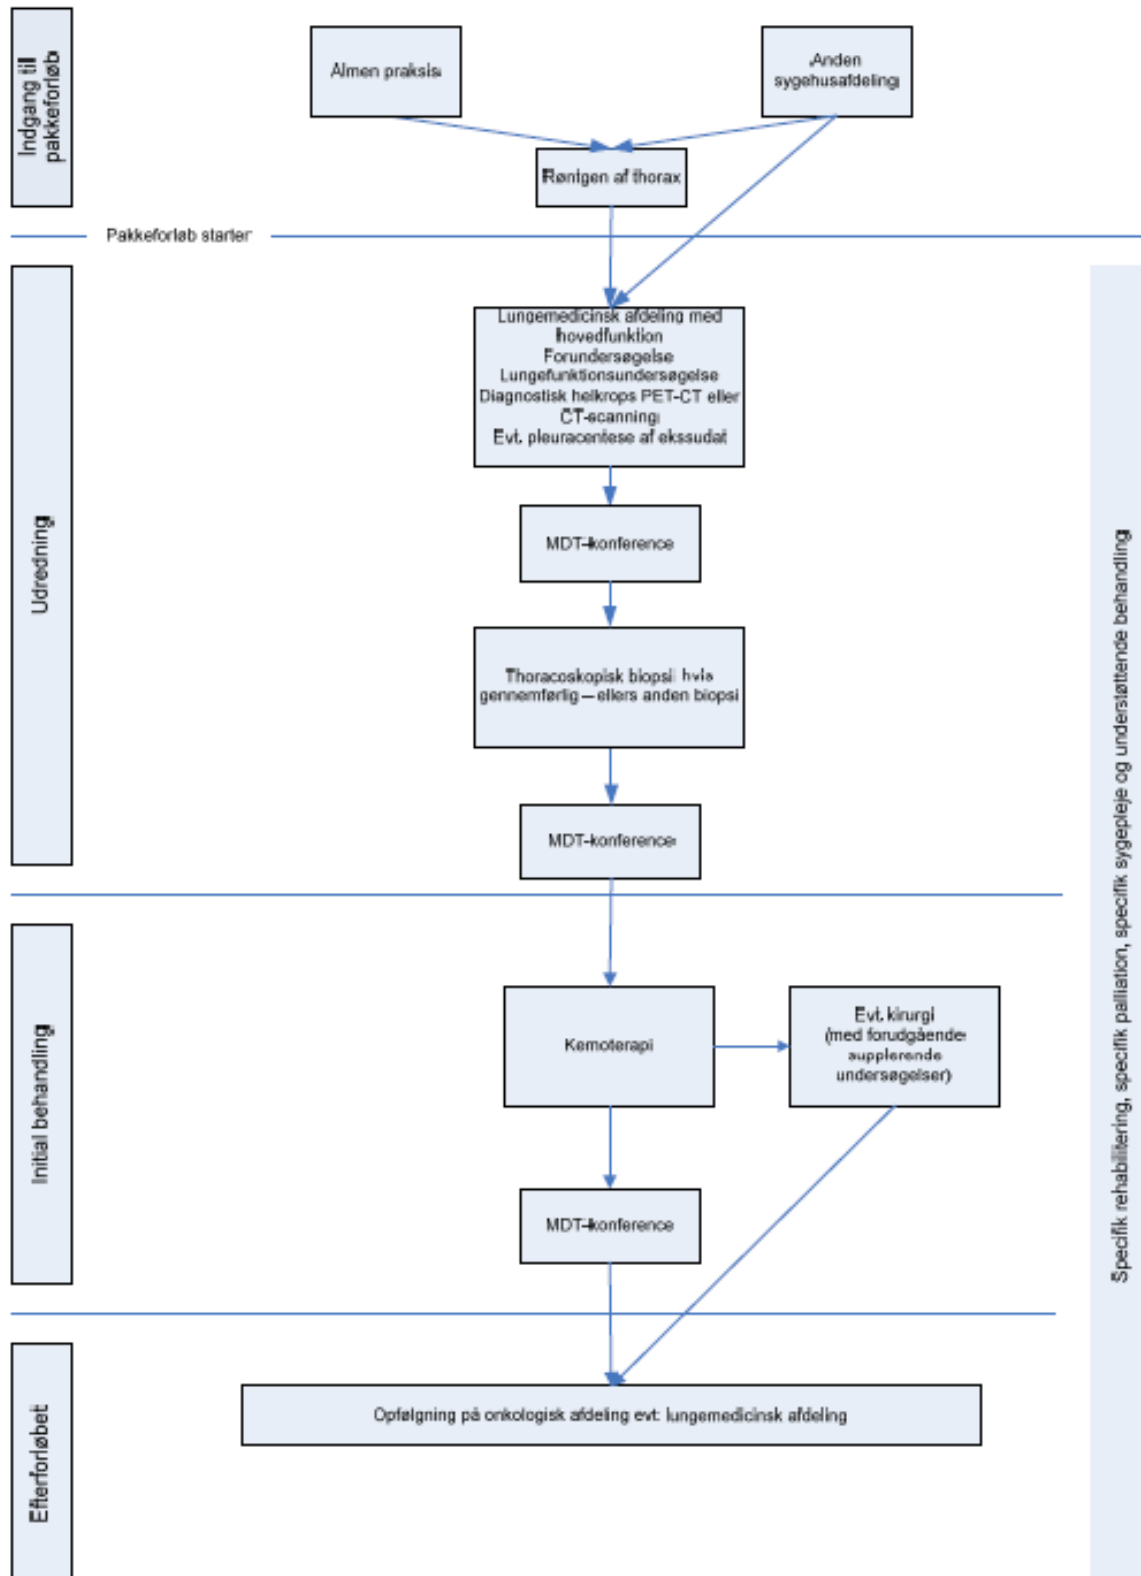 Indgang til
pakkeforløb
Almen praksis
Anden
sygehusafdeling
Røntgen af thorax
Pakkeforløb starter
Udredning
Lungemedicinsk afdeling med
hovedfunktion
Forundersøgelse
Lungefunktionsundersøgelse
Diagnostisk helkrops PET-CT eller
CT-scanning
Evt. pleuracentese af ekssudat
MDT-konference
Thoracoskopisk biopsi hvis
gennemførlig – ellers anden biopsi
MDT-konference
Initial behandling
Kemoterapi
Evt. kirurgi
(med forudgående
supplerende
undersøgelser)
MDT-konference
Efterforløbet
Opfølgning på onkologisk afdeling evt. lungemedicinsk afdeling
Specifik rehabilitering, specifik palliation, specifik sygepleje og understøttende behandling